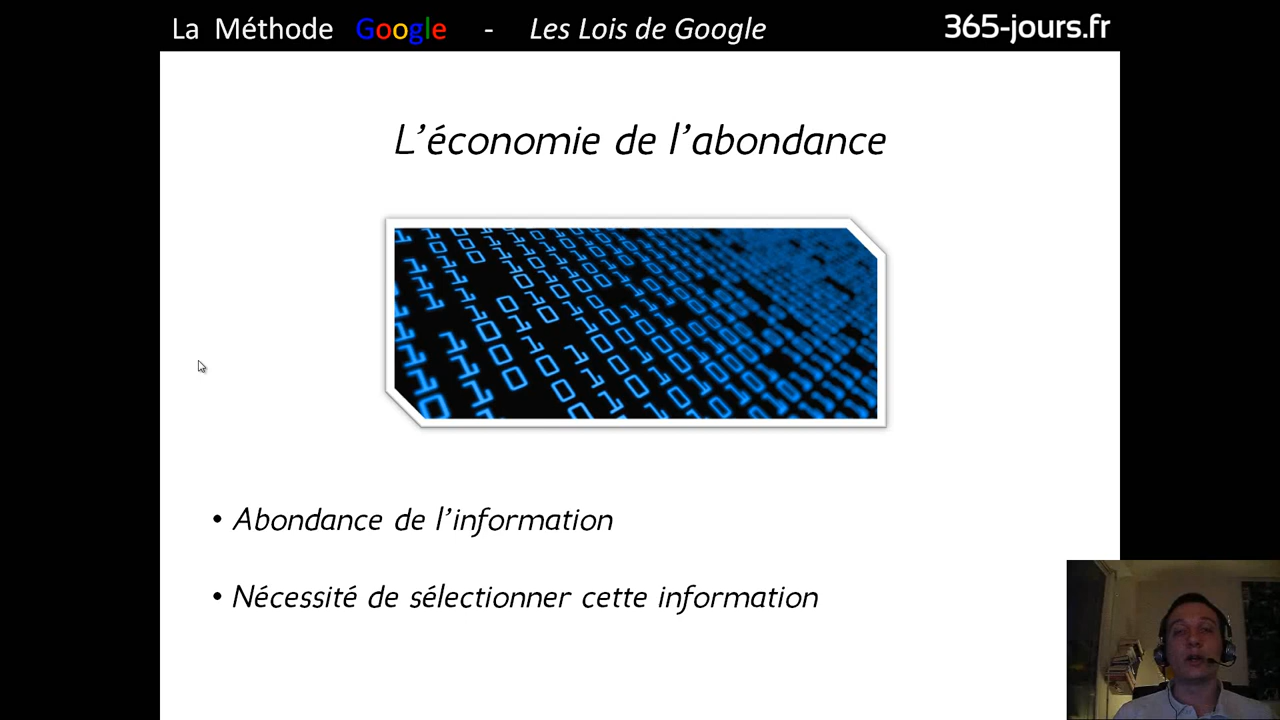 La Méthode Google - Les Lois de Google
365-jours.fr
L’économie de l’abondance
• Abondance de l’information
• Nécessité de sélectionner cette information